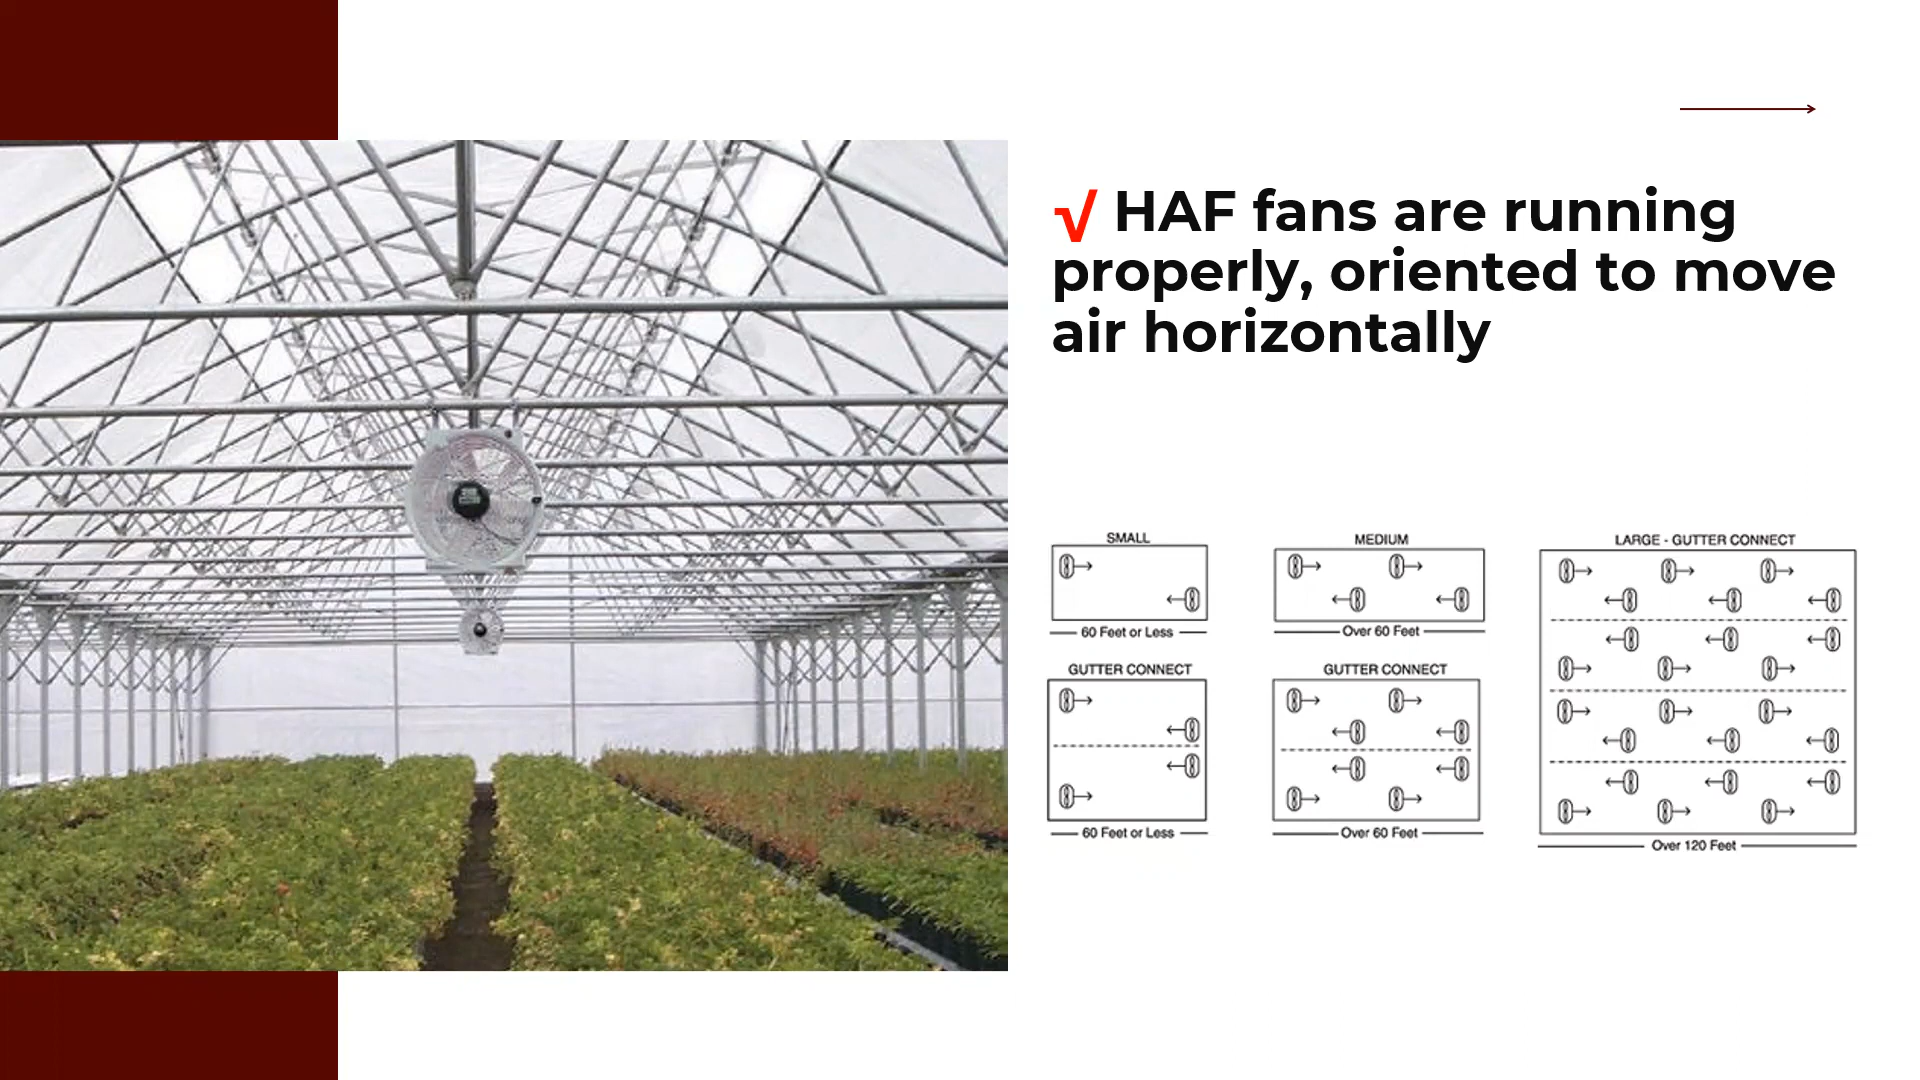 √ HAF fans are running
properly, oriented to move
air horizontally
SMALL
60 Feet or Less
MEDIUM
Over 60 Feet
LARGE - GUTTER CONNECT
Over 120 Feet
GUTTER CONNECT
60 Feet or Less
GUTTER CONNECT
Over 60 Feet